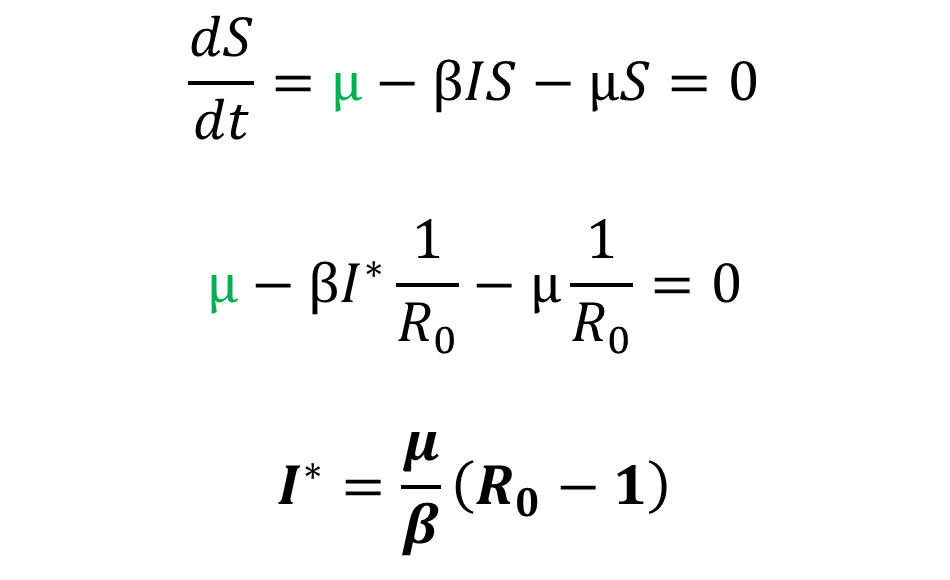 dS/dt = μ − βIS − μS = 0
μ − βI* 1/R₀ − μ 1/R₀ = 0
I* = μ/β (R₀ − 1)